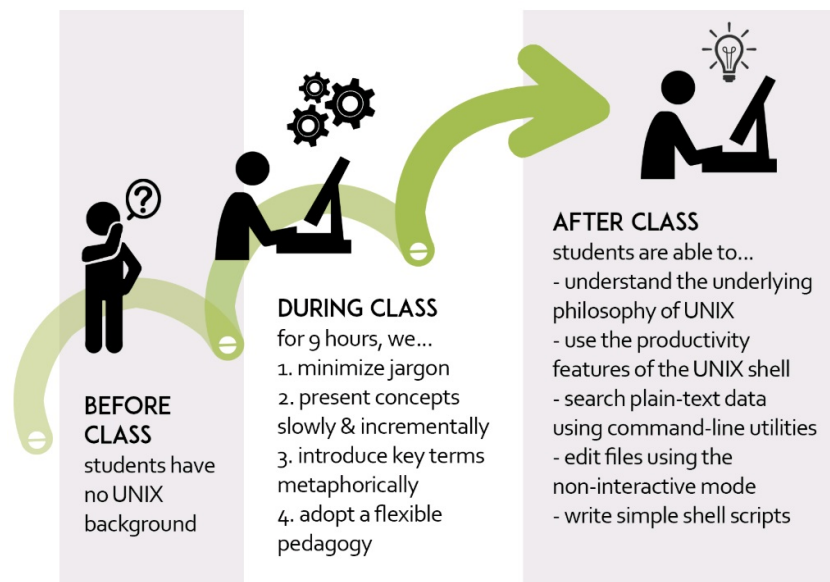 ?
BEFORE
CLASS
students have
no UNIX
background
DURING CLASS
for 9 hours, we...
1. minimize jargon
2. present concepts
slowly & incrementally
3. introduce key terms
metaphorically
4. adopt a flexible
pedagogy
AFTER CLASS
students are able to...
- understand the underlying
philosophy of UNIX
- use the productivity
features of the UNIX shell
- search plain-text data
using command-line utilities
- edit files using the
non-interactive mode
- write simple shell scripts